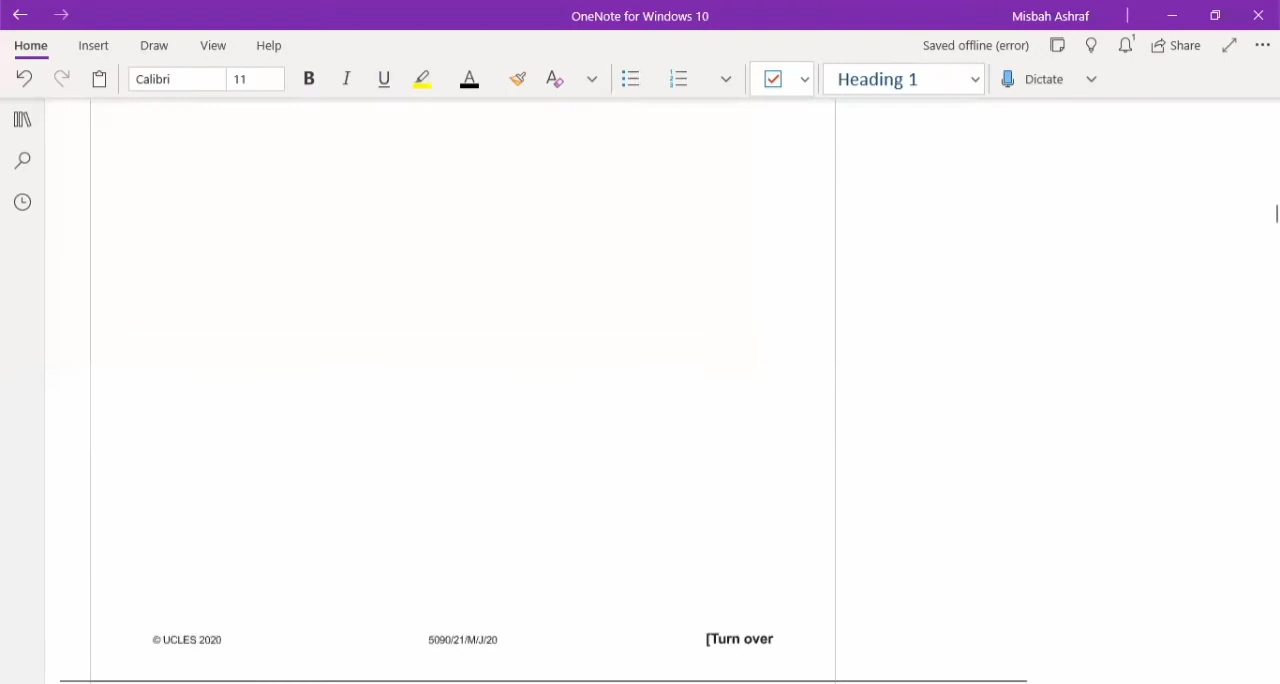 OneNote for Windows 10
Misbah Ashraf
Home Insert Draw View Help
Saved offline (error)
1
Share
Calibri 11 B I U A
Heading 1
Dictate
© UCLES 2020 5090/21/M/J/20 [Turn over